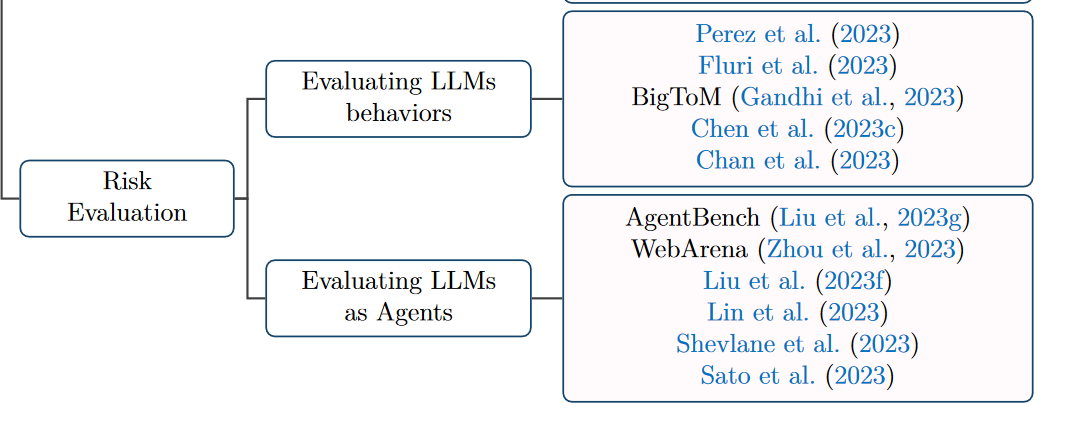 Risk
Evaluation
Evaluating LLMs
behaviors
Perez et al. (2023)
Fluri et al. (2023)
BigToM (Gandhi et al., 2023)
Chen et al. (2023c)
Chan et al. (2023)
Evaluating LLMs
as Agents
AgentBench (Liu et al., 2023g)
WebArena (Zhou et al., 2023)
Liu et al. (2023f)
Lin et al. (2023)
Shevlane et al. (2023)
Sato et al. (2023)